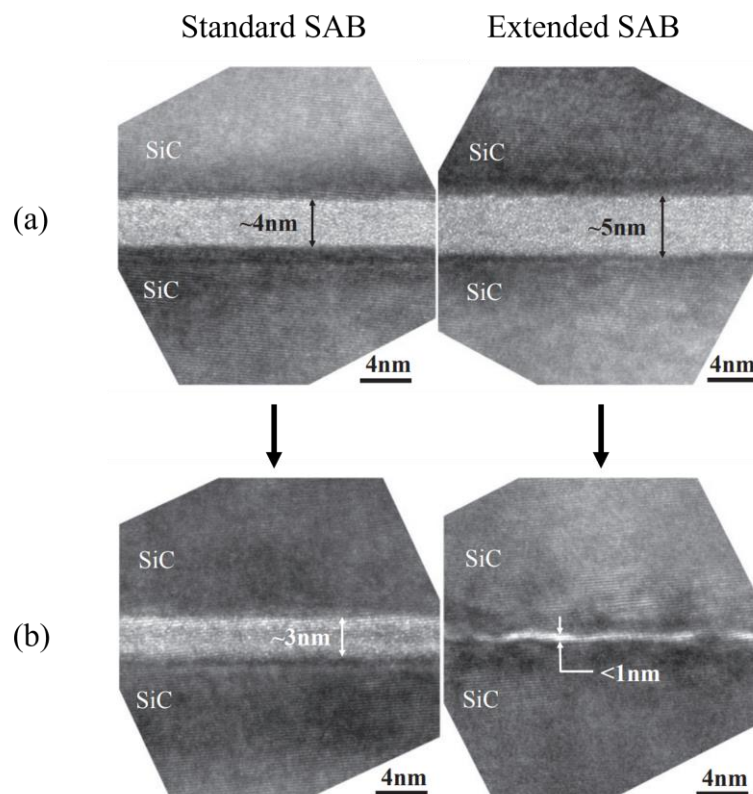 Standard SAB
Extended SAB
(a)
SiC
~4nm
SiC
4nm
SiC
~5nm
SiC
4nm
(b)
SiC
~3nm
SiC
4nm
SiC
<1nm
SiC
4nm